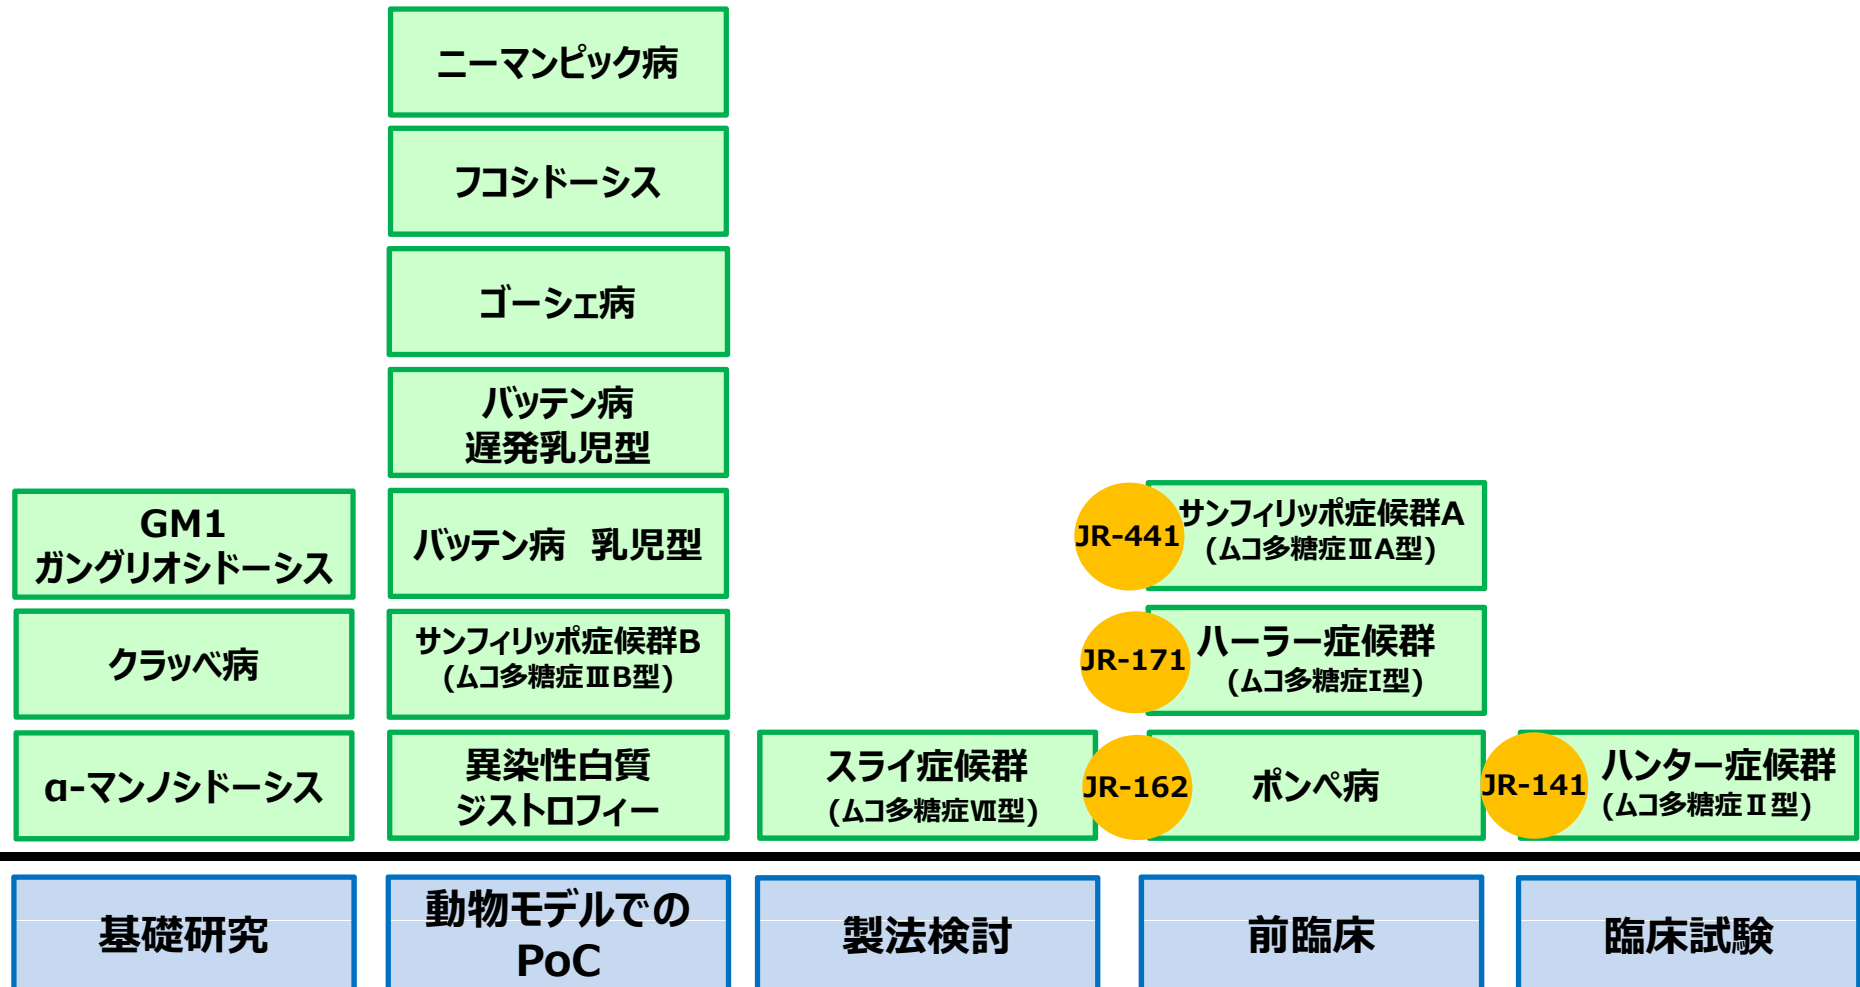 ニーマンピック病
フコシドーシス
ゴーシェ病
バッテン病
遅発乳児型
GM1
ガングリオシドーシス
バッテン病　乳児型
JR-441
サンフィリッポ症候群A
(ムコ多糖症ⅢA型)
クラッベ病
サンフィリッポ症候群B
(ムコ多糖症ⅢB型)
JR-171
ハーラー症候群
(ムコ多糖症I型)
α-マンノシドーシス
異染性白質
ジストロフィー
スライ症候群
(ムコ多糖症Ⅶ型)
JR-162
ポンペ病
JR-141
ハンター症候群
(ムコ多糖症Ⅱ型)
基礎研究
動物モデルでの
PoC
製法検討
前臨床
臨床試験